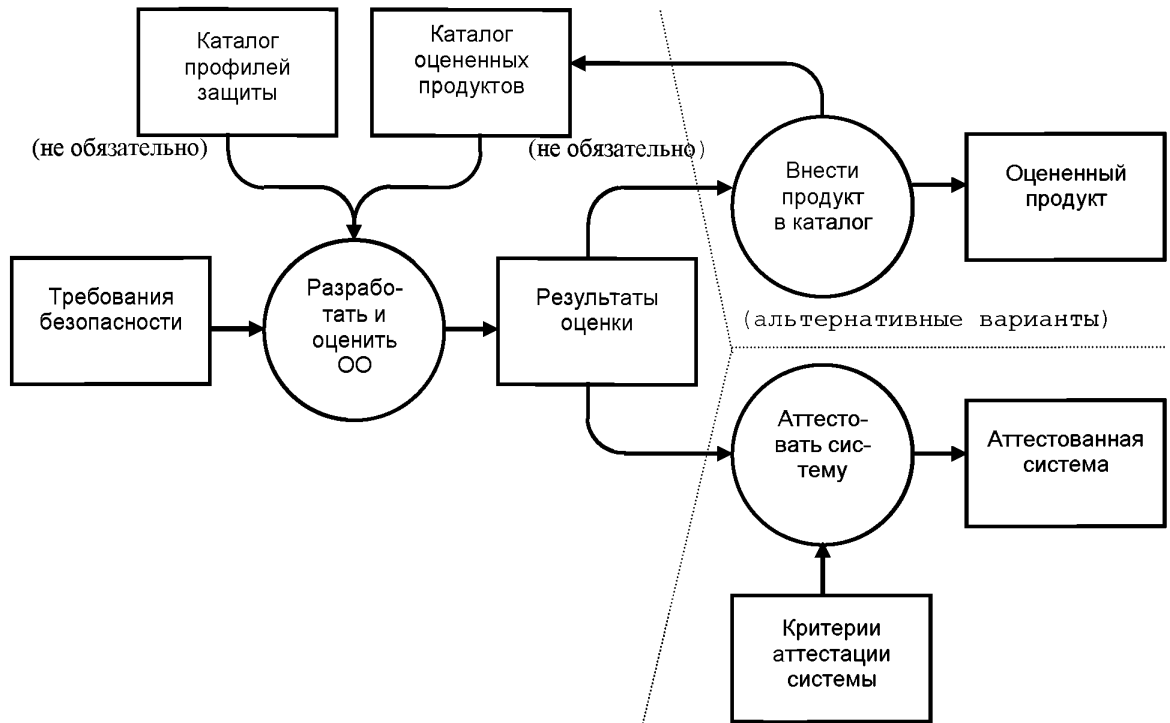 Каталог
профилей
защиты
Каталог
оцененных
продуктов
(не обязательно)
(не обязательно)
Внести
продукт
в каталог
Оцененный
продукт
Требования
безопасности
Разрабо-
тать и
оценить
ОО
Результаты
оценки
(альтернативные варианты)
Аттесто-
вать сис-
тему
Аттестованная
система
Критерии
аттестации
системы